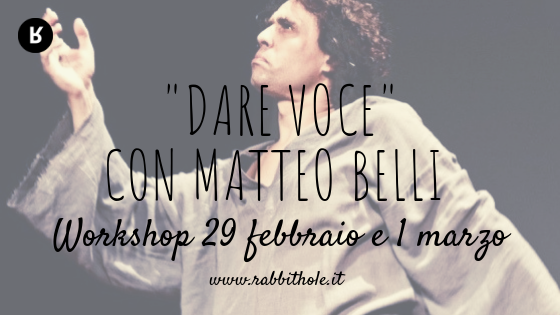 "DARE VOCE"
CON MATTEO BELLI
Workshop 29 febbraio e 1 marzo
www.rabbithole.it